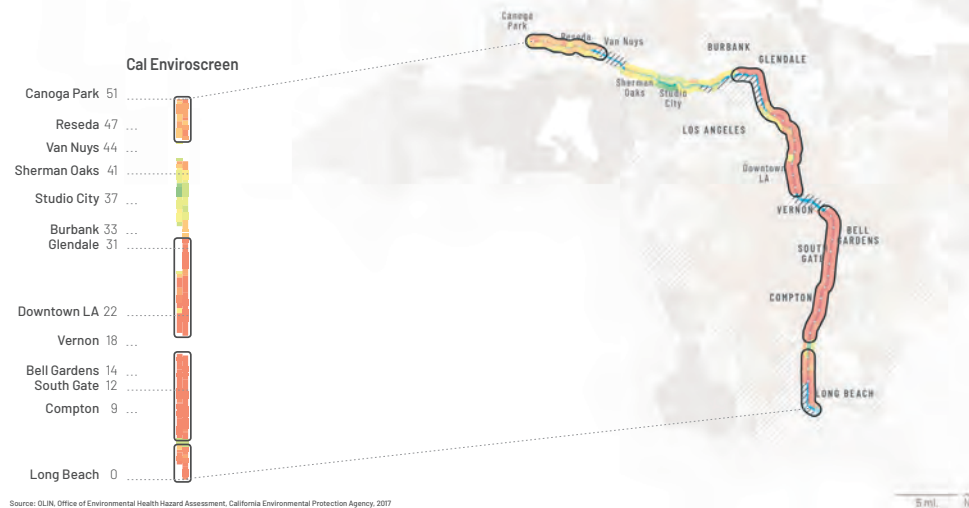 Cal Enviroscreen
Canoga Park 51
Reseda 47 ...
Van Nuys 44 ...
Sherman Oaks 41
Studio City 37 ...
Burbank 33 ...
Glendale 31
Downtown LA 22
Vernon 18 ...
Bell Gardens 14 ...
South Gate 12
Compton 9 ...
Long Beach 0
Canoga
Park
Reseda
Van Nuys
BURBANK
GLENDALE
Sherman
Oaks
Studio
City
LOS ANGELES
Downtown
LA
VERNON
BELL
GARDENS
SOUTH
GATE
COMPTON
LONG BEACH
5 mi.
N
Source: OLIN, Office of Environmental Health Hazard Assessment, California Environmental Protection Agency, 2017